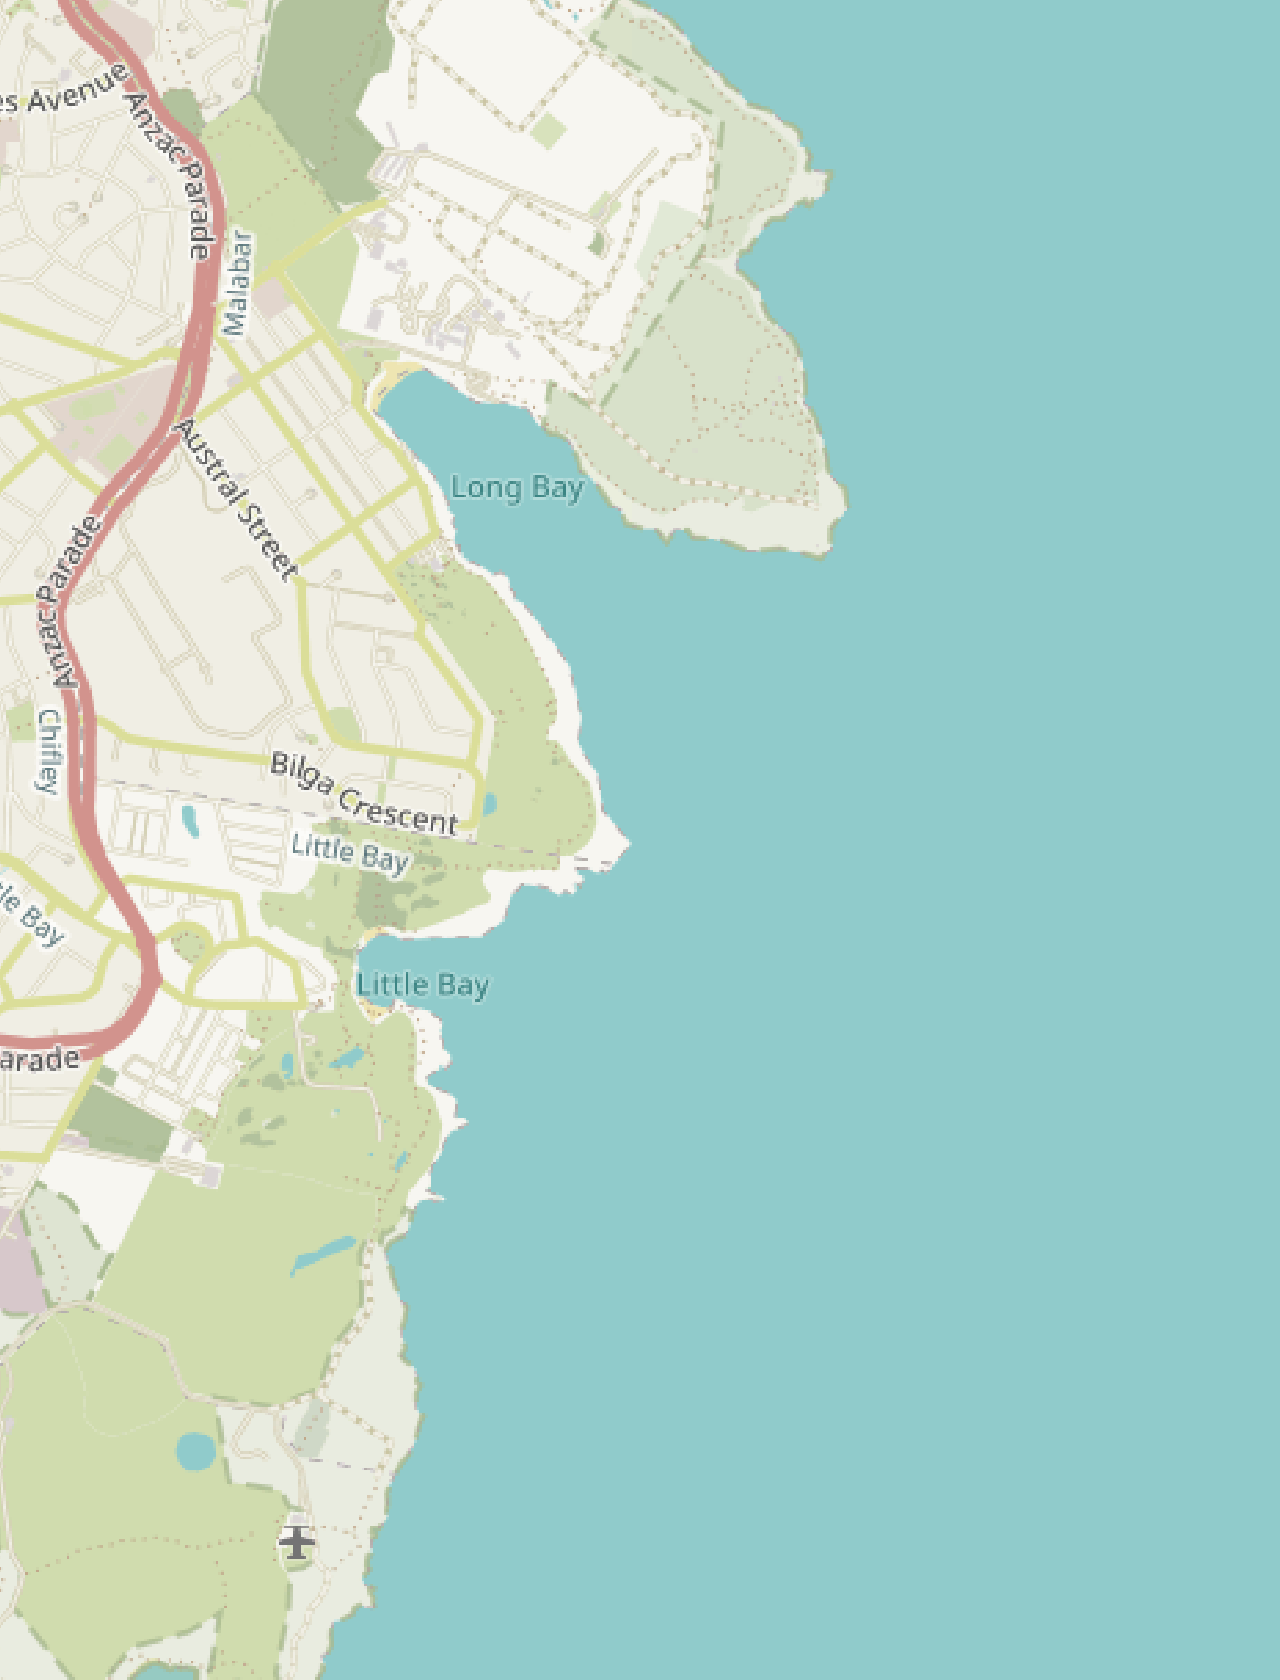 es Avenue
Anzac Parade
Malabar
Austral Street
Long Bay
Anzac Parade
Chifley
Bilga Crescent
Little Bay
tle Bay
Little Bay
arade